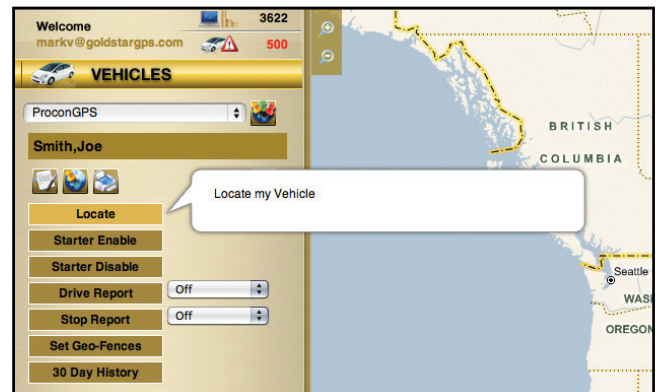 Welcome
3622
markv@goldstargps.com
500
VEHICLES
ProconGPS
Smith,Joe
Locate
Locate my Vehicle
Starter Enable
Starter Disable
Drive Report
Off
Stop Report
Off
Set Geo-Fences
30 Day History
BRITISH
COLUMBIA
Seattle
WAS
OREGON